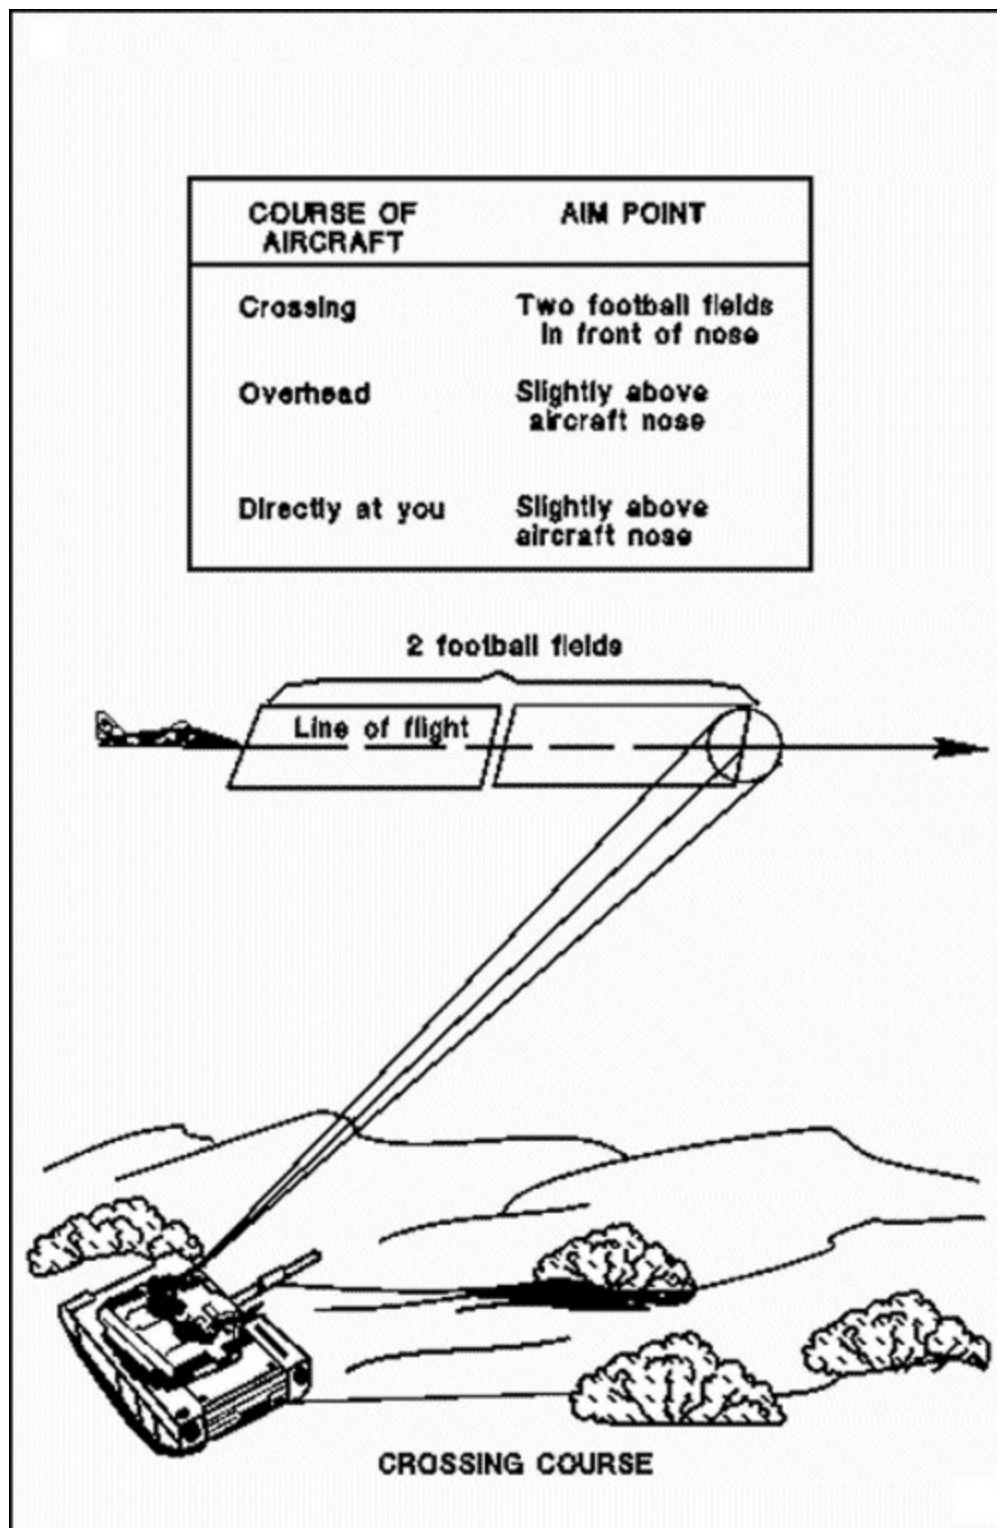 COURSE OF AIM POINT
AIRCRAFT
Crossing Two football fields
in front of nose
Overhead Slightly above
aircraft nose
Directly at you Slightly above
aircraft nose
2 football fields
Line of flight
CROSSING COURSE